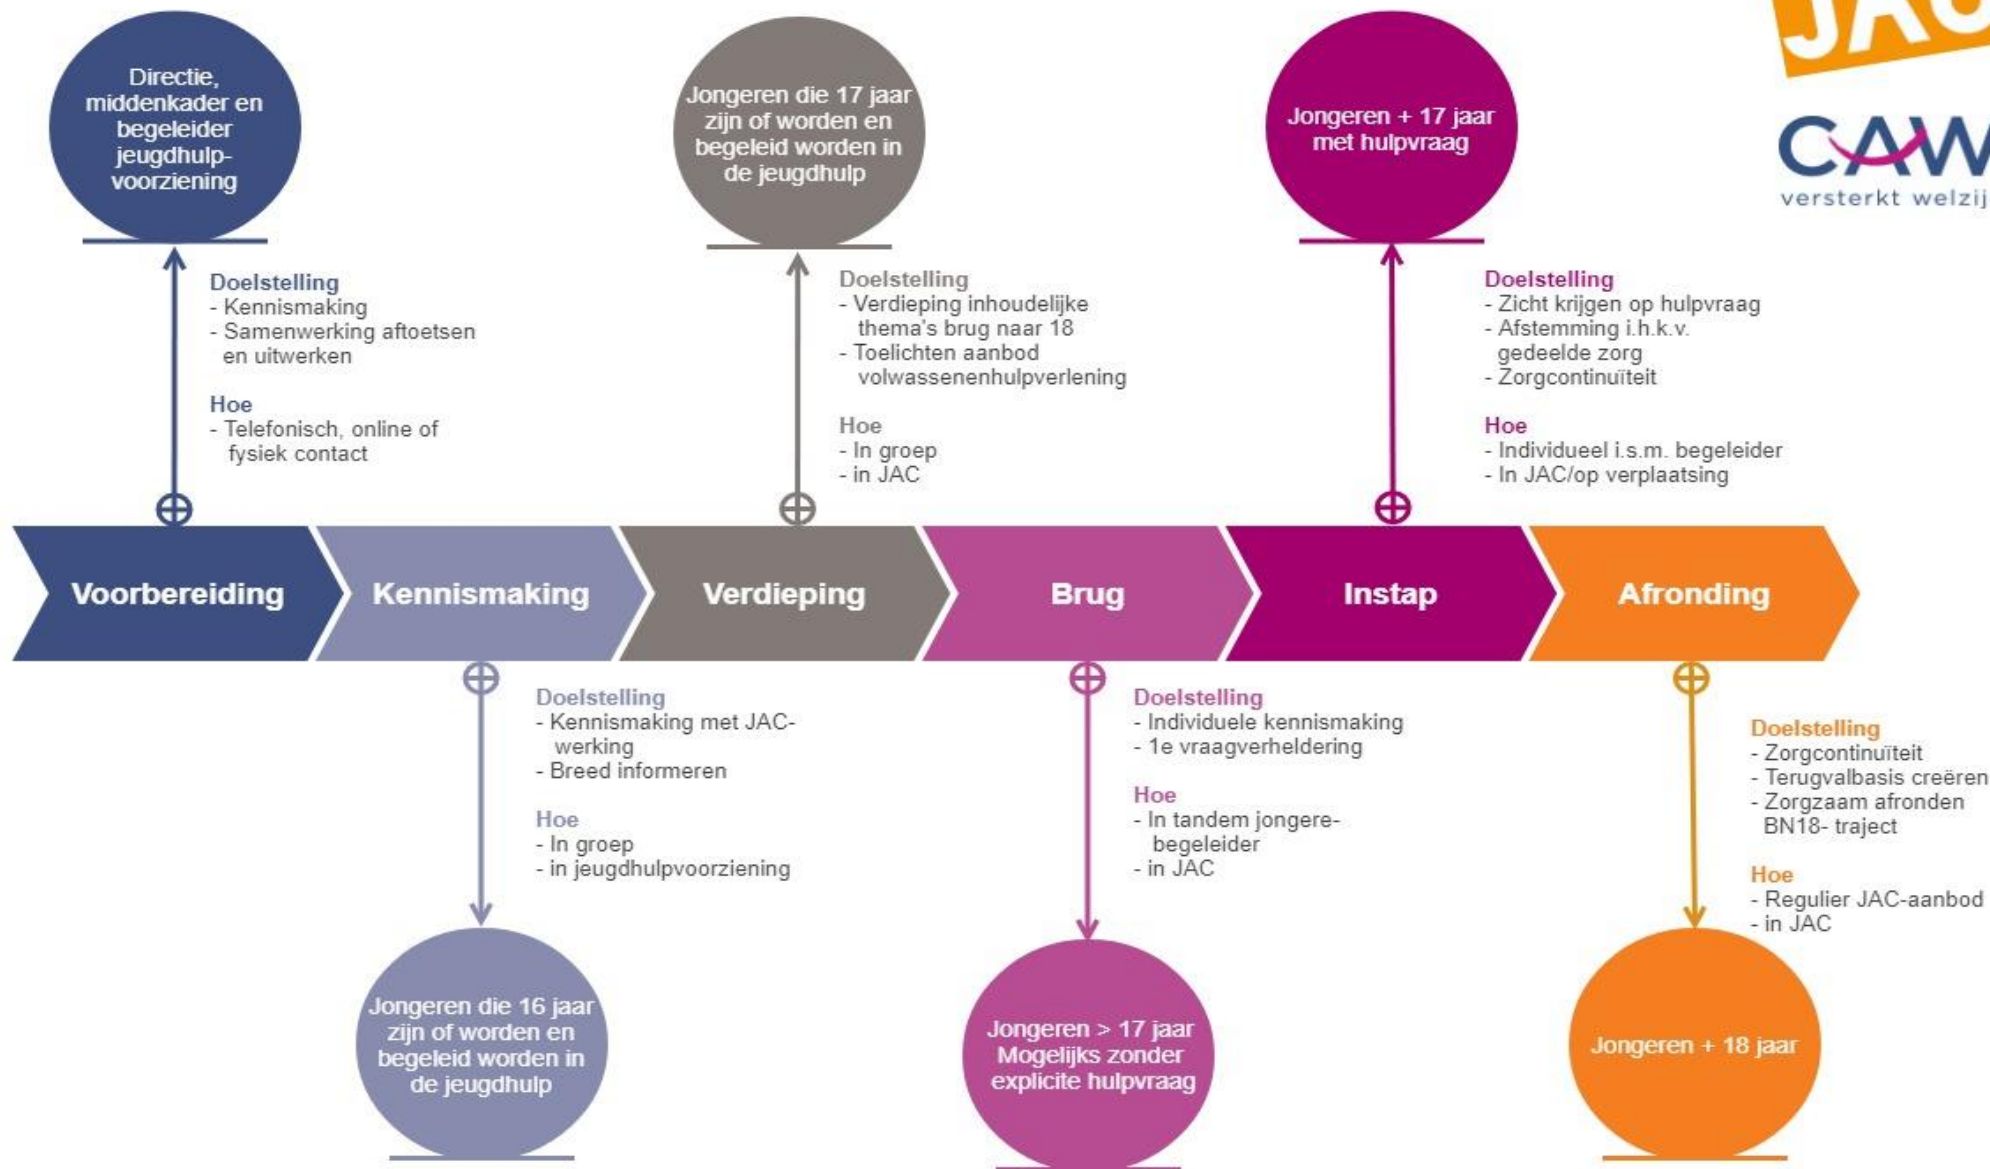 Directie,
middenkader en
begeleider
jeugdhulp-
voorziening
Doelstelling
- Kennismaking
- Samenwerking aftoetsen
en uitwerken
Hoe
- Telefonisch, online of
fysiek contact
Jongeren die 17 jaar
zijn of worden en
begeleid worden in
de jeugdhulp
Doelstelling
- Verdieping inhoudelijke
thema's brug naar 18
- Toelichten aanbod
volwassenenhulpverlening
Hoe
- In groep
- in JAC
Jongeren + 17 jaar
met hulpvraag
Doelstelling
- Zicht krijgen op hulpvraag
- Afstemming i.h.k.v.
gedeelde zorg
- Zorgcontinuïteit
Hoe
- Individueel i.s.m. begeleider
- In JAC/op verplaatsing
JAC
CAW
versterkt
Voorbereiding
Kennismaking
Verdieping
Brug
Instap
Afronding
Doelstelling
- Kennismaking met JAC-
werking
- Breed informeren
Hoe
- In groep
- in jeugdhulpvoorziening
Jongeren die 16 jaar
zijn of worden en
begeleid worden in
de jeugdhulp
Doelstelling
- Individuele kennismaking
- 1e vraagverheldering
Hoe
- In tandem jongere-
begeleider
- in JAC
Jongeren > 17 jaar
Mogelijks zonder
explicite hulpvraag
Doelstelling
- Zorgcontinuïteit
- Terugvalbasis creëren
- Zorgzaam afronden
BN18- traject
Hoe
- Regulier JAC-aanbod
- in JAC
Jongeren + 18 jaar